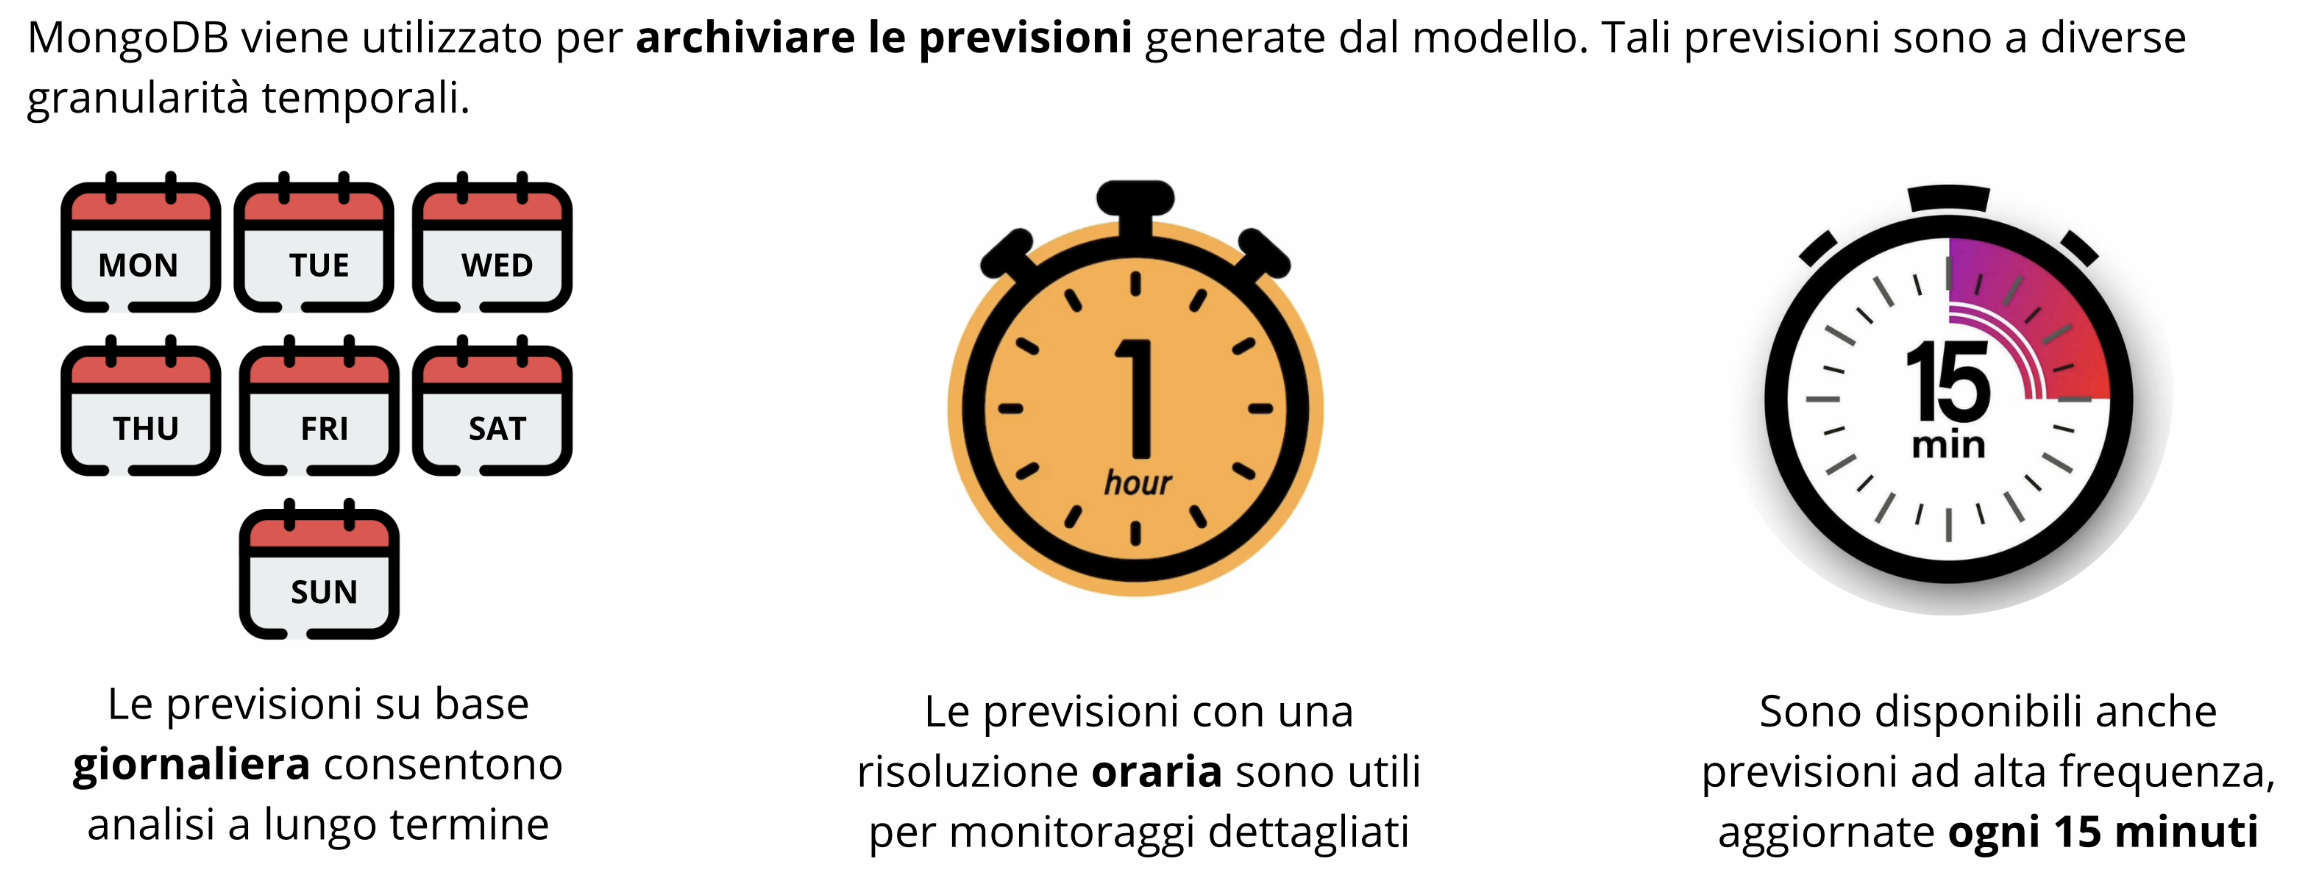 MongoDB viene utilizzato per archiviare le previsioni generate dal modello. Tali previsioni sono a diverse
granularità temporali.
MON
TUE
WED
THU
FRI
SAT
SUN
Le previsioni su base
giornaliera consentono
analisi a lungo termine
1
hour
Le previsioni con una
risoluzione oraria sono utili
per monitoraggi dettagliati
15
min
Sono disponibili anche
previsioni ad alta frequenza,
aggiornate ogni 15 minuti